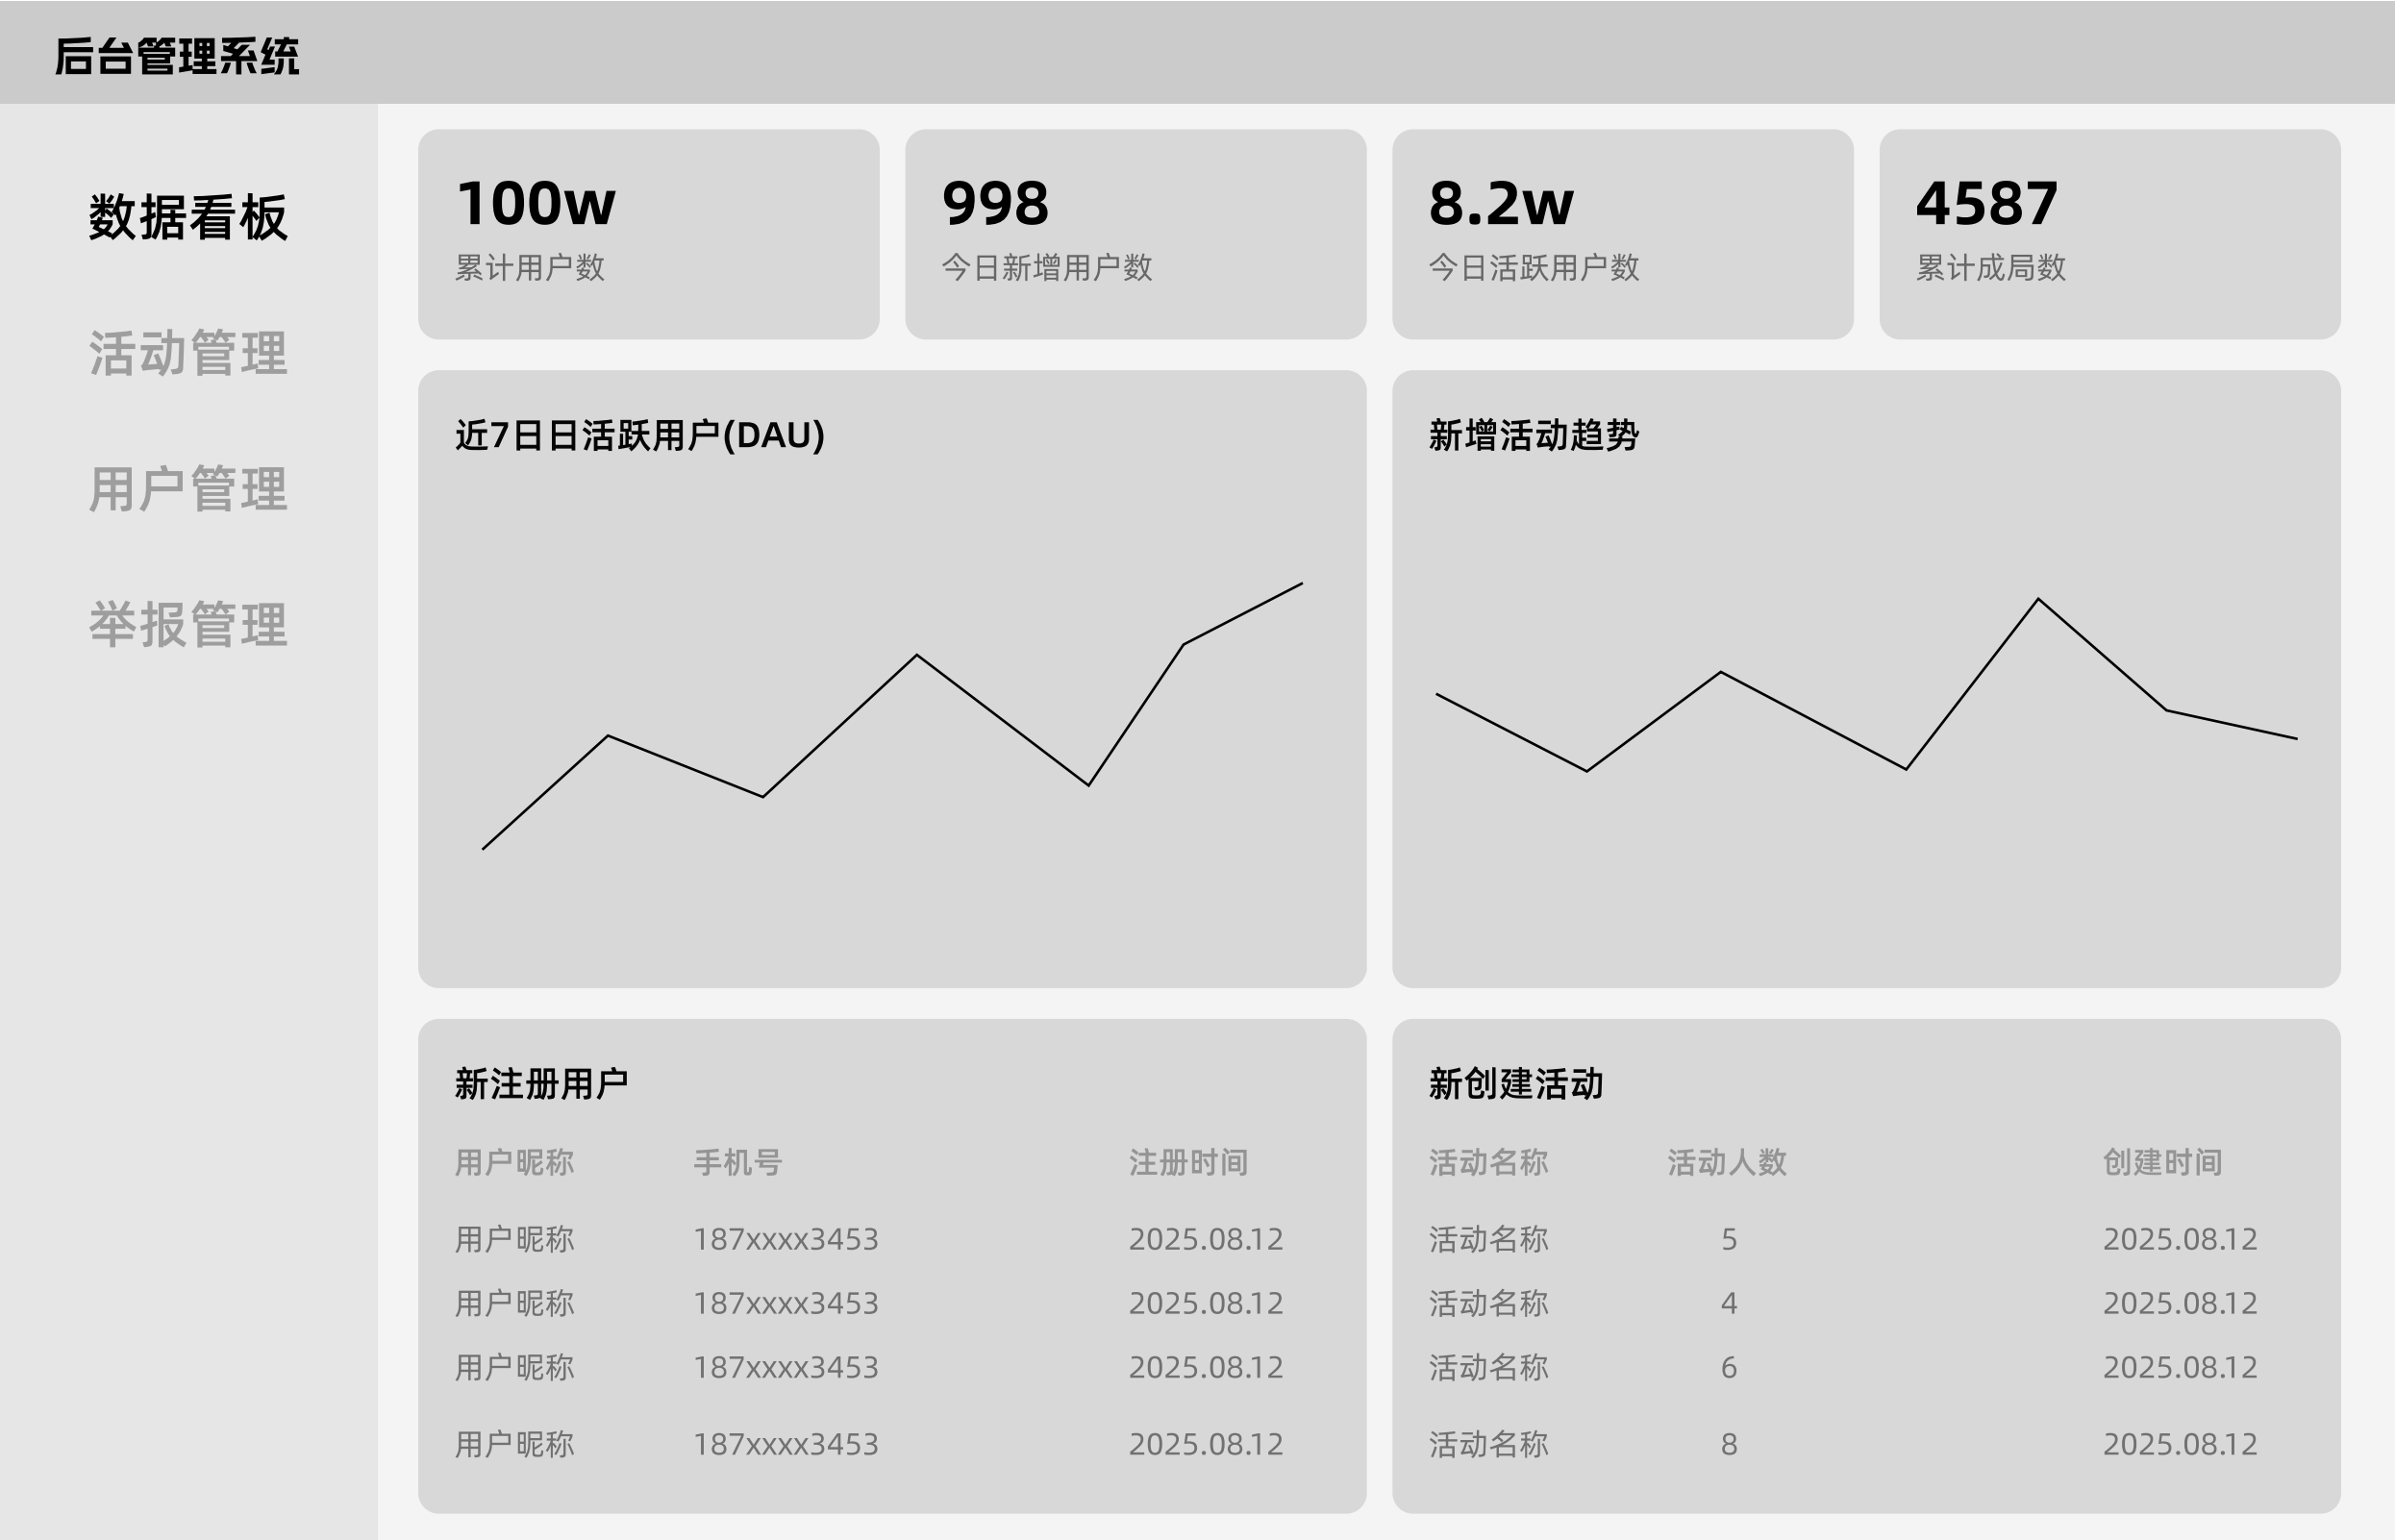 后台管理系统
数据看板
活动管理
用户管理
举报管理
100w
累计用户数
998
今日新增用户数
8.2w
今日活跃用户数
4587
累计成局数
近7日日活跃用户(DAU)
新增活动趋势
新注册用户
用户昵称 手机号 注册时间
用户昵称 187xxxx3453 2025.08.12
用户昵称 187xxxx3453 2025.08.12
用户昵称 187xxxx3453 2025.08.12
用户昵称 187xxxx3453 2025.08.12
新创建活动
活动名称 活动人数 创建时间
活动名称 5 2025.08.12
活动名称 4 2025.08.12
活动名称 6 2025.08.12
活动名称 8 2025.08.12